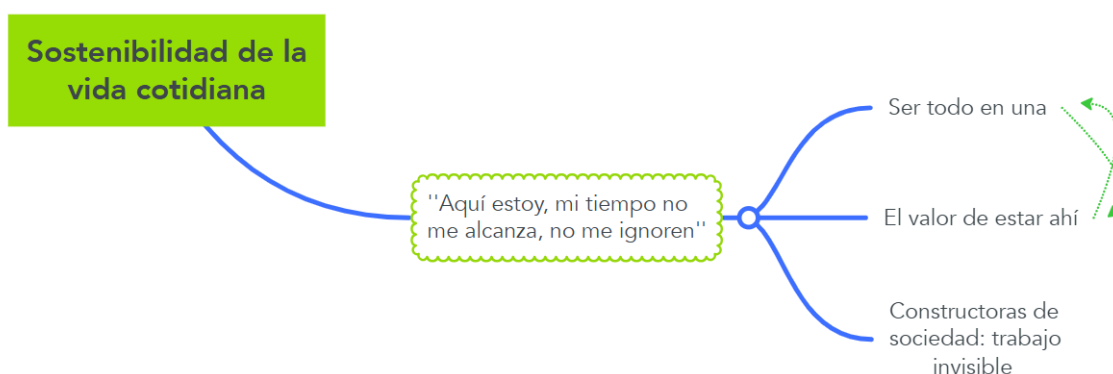 Sostenibilidad de la
vida cotidiana
''Aquí estoy, mi tiempo no
me alcanza, no me ignoren''
Ser todo en una
El valor de estar ahí
Constructoras de
sociedad: trabajo
invisible